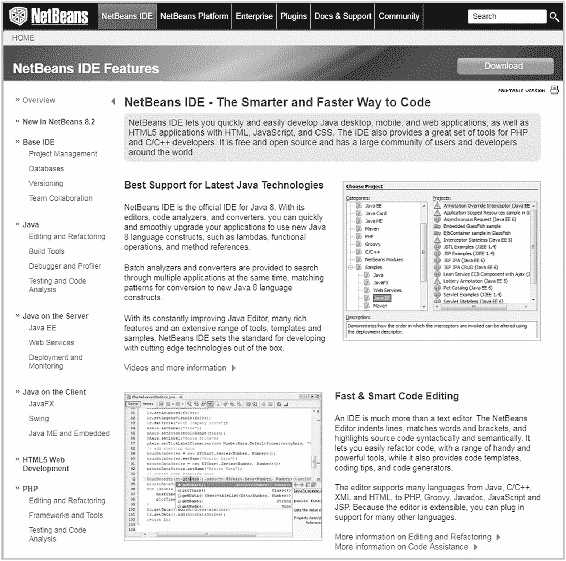 NetBeans
NetBeans IDE
NetBeans Platform
Enterprise
Plugins
Docs & Support
Community
Search
HOME
NetBeans IDE Features
Download
PRINTABLE VERSION
Overview
New in NetBeans 8.2
Base IDE
Project Management
Databases
Versioning
Team Collaboration
Java
Editing and Refactoring
Build Tools
Debugger and Profiler
Testing and Code
Analysis
Java on the Server
Java EE
Web Services
Deployment and
Monitoring
Java on the Client
JavaFX
Swing
Java ME and Embedded
HTML5 Web
Development
PHP
Editing and Refactoring
Frameworks and Tools
Testing and Code
Analysis
NetBeans IDE - The Smarter and Faster Way to Code
NetBeans IDE lets you quickly and easily develop Java desktop, mobile, and web applications, as well as
HTML5 applications with HTML, JavaScript, and CSS. The IDE also provides a great set of tools for PHP
and C/C++ developers. It is free and open source and has a large community of users and developers
around the world.
Best Support for Latest Java Technologies
NetBeans IDE is the official IDE for Java 8. With its
editors, code analyzers, and converters, you can quickly
and smoothly upgrade your applications to use new Java
8 language constructs, such as lambdas, functional
operations, and method references.
Batch analyzers and converters are provided to search
through multiple applications at the same time, matching
patterns for conversion to new Java 8 language
constructs.
With its constantly improving Java Editor, many rich
features and an extensive range of tools, templates and
samples, NetBeans IDE sets the standard for developing
with cutting edge technologies out of the box.
Videos and more information
Choose Project
Categories:
Java EE
Java Card
Java ME
Maven
PHP
Groovy
C/C++
NetBeans Modules
Samples
Java
JavaFX
Web Services
Java EE
Maven
Projects:
Annotation Override Interceptor (Java EE
Application Scoped Resources sample in G
Embedded GlassFish
EJBContainer sample in GlassFish
Interceptor Stateless (Java EE 6)
JSTL Examples (J2EE 1.4)
JSP Examples (J2EE 1.4)
JSF JPA (Java EE 6)
JSF JPA CRUD (Java EE 6)
Lottery Annotation (Java EE 5)
Pet Catalog (Java EE 6)
Servlet Examples (J2EE 1.4)
Description:
Demonstrates how the order in which the interceptors are invoked can be altered
using the deployment descriptor.
Fast & Smart Code Editing
An IDE is much more than a text editor. The NetBeans
Editor indents lines, matches words and brackets, and
highlights source code syntactically and semantically. It
lets you easily refactor code, with a range of handy and
powerful tools, while it also provides code templates,
coding tips, and code generators.
The editor supports many languages from Java, C/C++,
XML and HTML, to PHP, Groovy, Javadoc, JavaScript and
JSP. Because the editor is extensible, you can plug in
support for many other languages.
More information on Editing and Refactoring
More information on Code Assistance